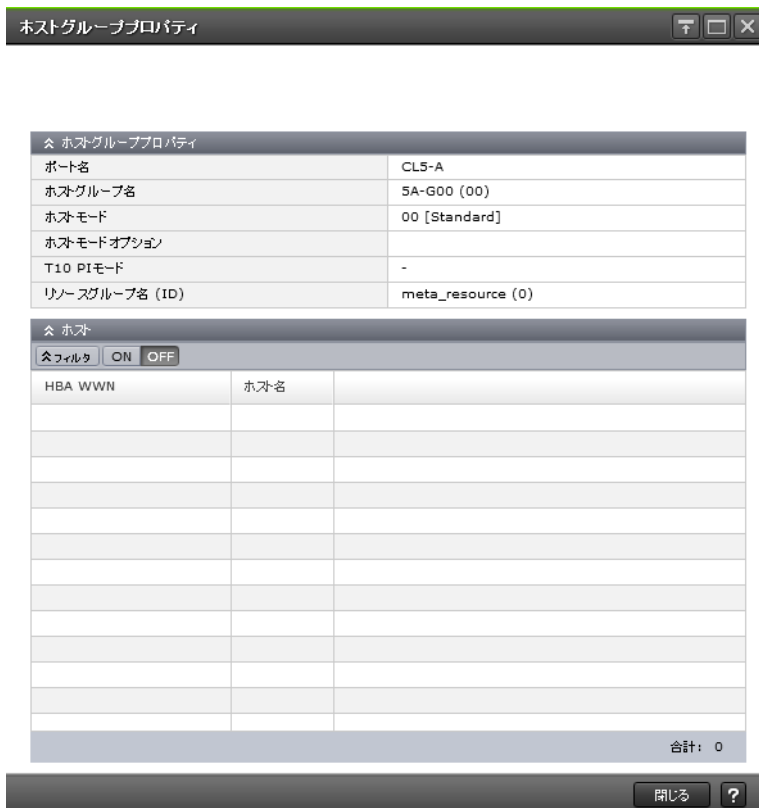 ホストグループプロパティ
ホストグループプロパティ
ポート名 CL5-A
ホストグループ名 5A-G00 (00)
ホストモード 00 [Standard]
ホストモードオプション
T10 PIモード -
リソースグループ名 (ID) meta_resource (0)
ホスト
フィルタ ON OFF
HBA WWN ホスト名
合計: 0
閉じる ?